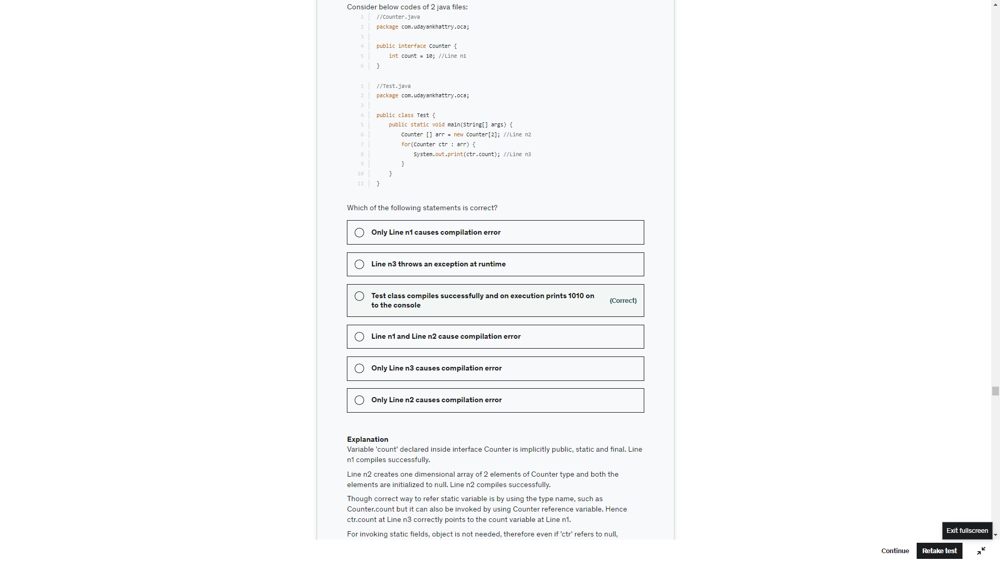 Consider below codes of 2 java files:
1 //Counter.java
2 package com.udayankhattry.oca;
3
4 public interface Counter {
5 int count = 10; //Line n1
6 }
1 //Test.java
2 package com.udayankhattry.oca;
3
4 public class Test {
5 public static void main(String[] args) {
6 Counter [] arr = new Counter[2]; //Line n2
7 for(Counter ctr : arr) {
8 System.out.print(ctr.count); //Line n3
9 }
10 }
11 }
Which of the following statements is correct?
Only Line n1 causes compilation error
Line n3 throws an exception at runtime
Test class compiles successfully and on execution prints 1010 on
to the console
(Correct)
Line n1 and Line n2 cause compilation error
Only Line n3 causes compilation error
Only Line n2 causes compilation error
Explanation
Variable 'count' declared inside interface Counter is implicitly public, static and final. Line
n1 compiles successfully.
Line n2 creates one dimensional array of 2 elements of Counter type and both the
elements are initialized to null. Line n2 compiles successfully.
Though correct way to refer static variable is by using the type name, such as
Counter.count but it can also be invoked by using Counter reference variable. Hence
ctr.count at Line n3 correctly points to the count variable at Line n1.
For invoking static fields, object is not needed, therefore even if 'ctr' refers to null,
Exit fullscreen
Continue
Retake test